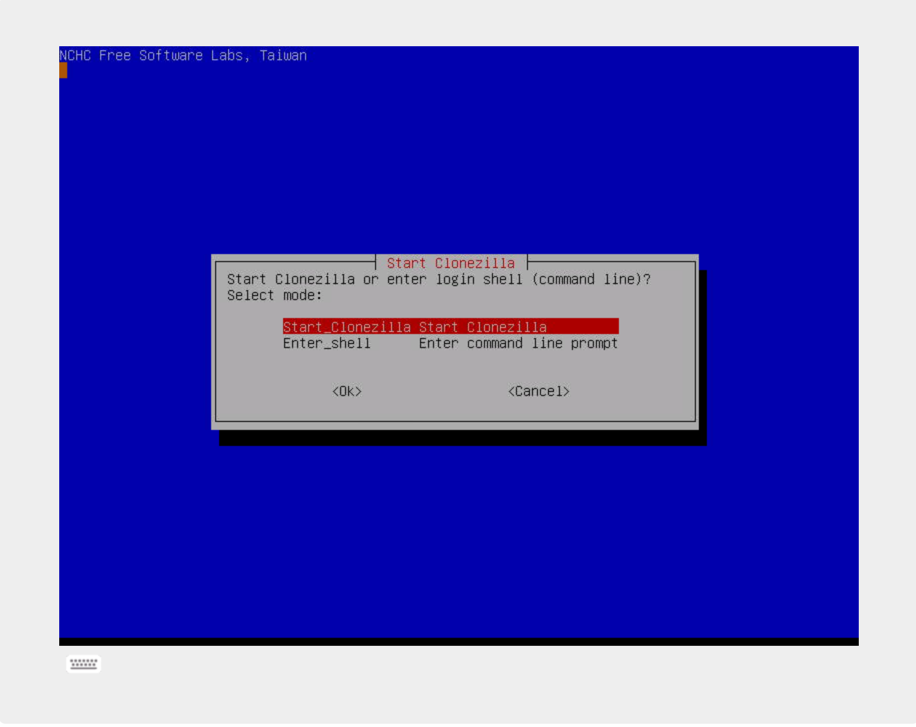 NCHC Free Software Labs, Taiwan
Start Clonezilla
Start Clonezilla or enter login shell (command line)?
Select mode:
Start_Clonezilla Start Clonezilla
Enter_shell Enter command line prompt
<Ok> <Cancel>